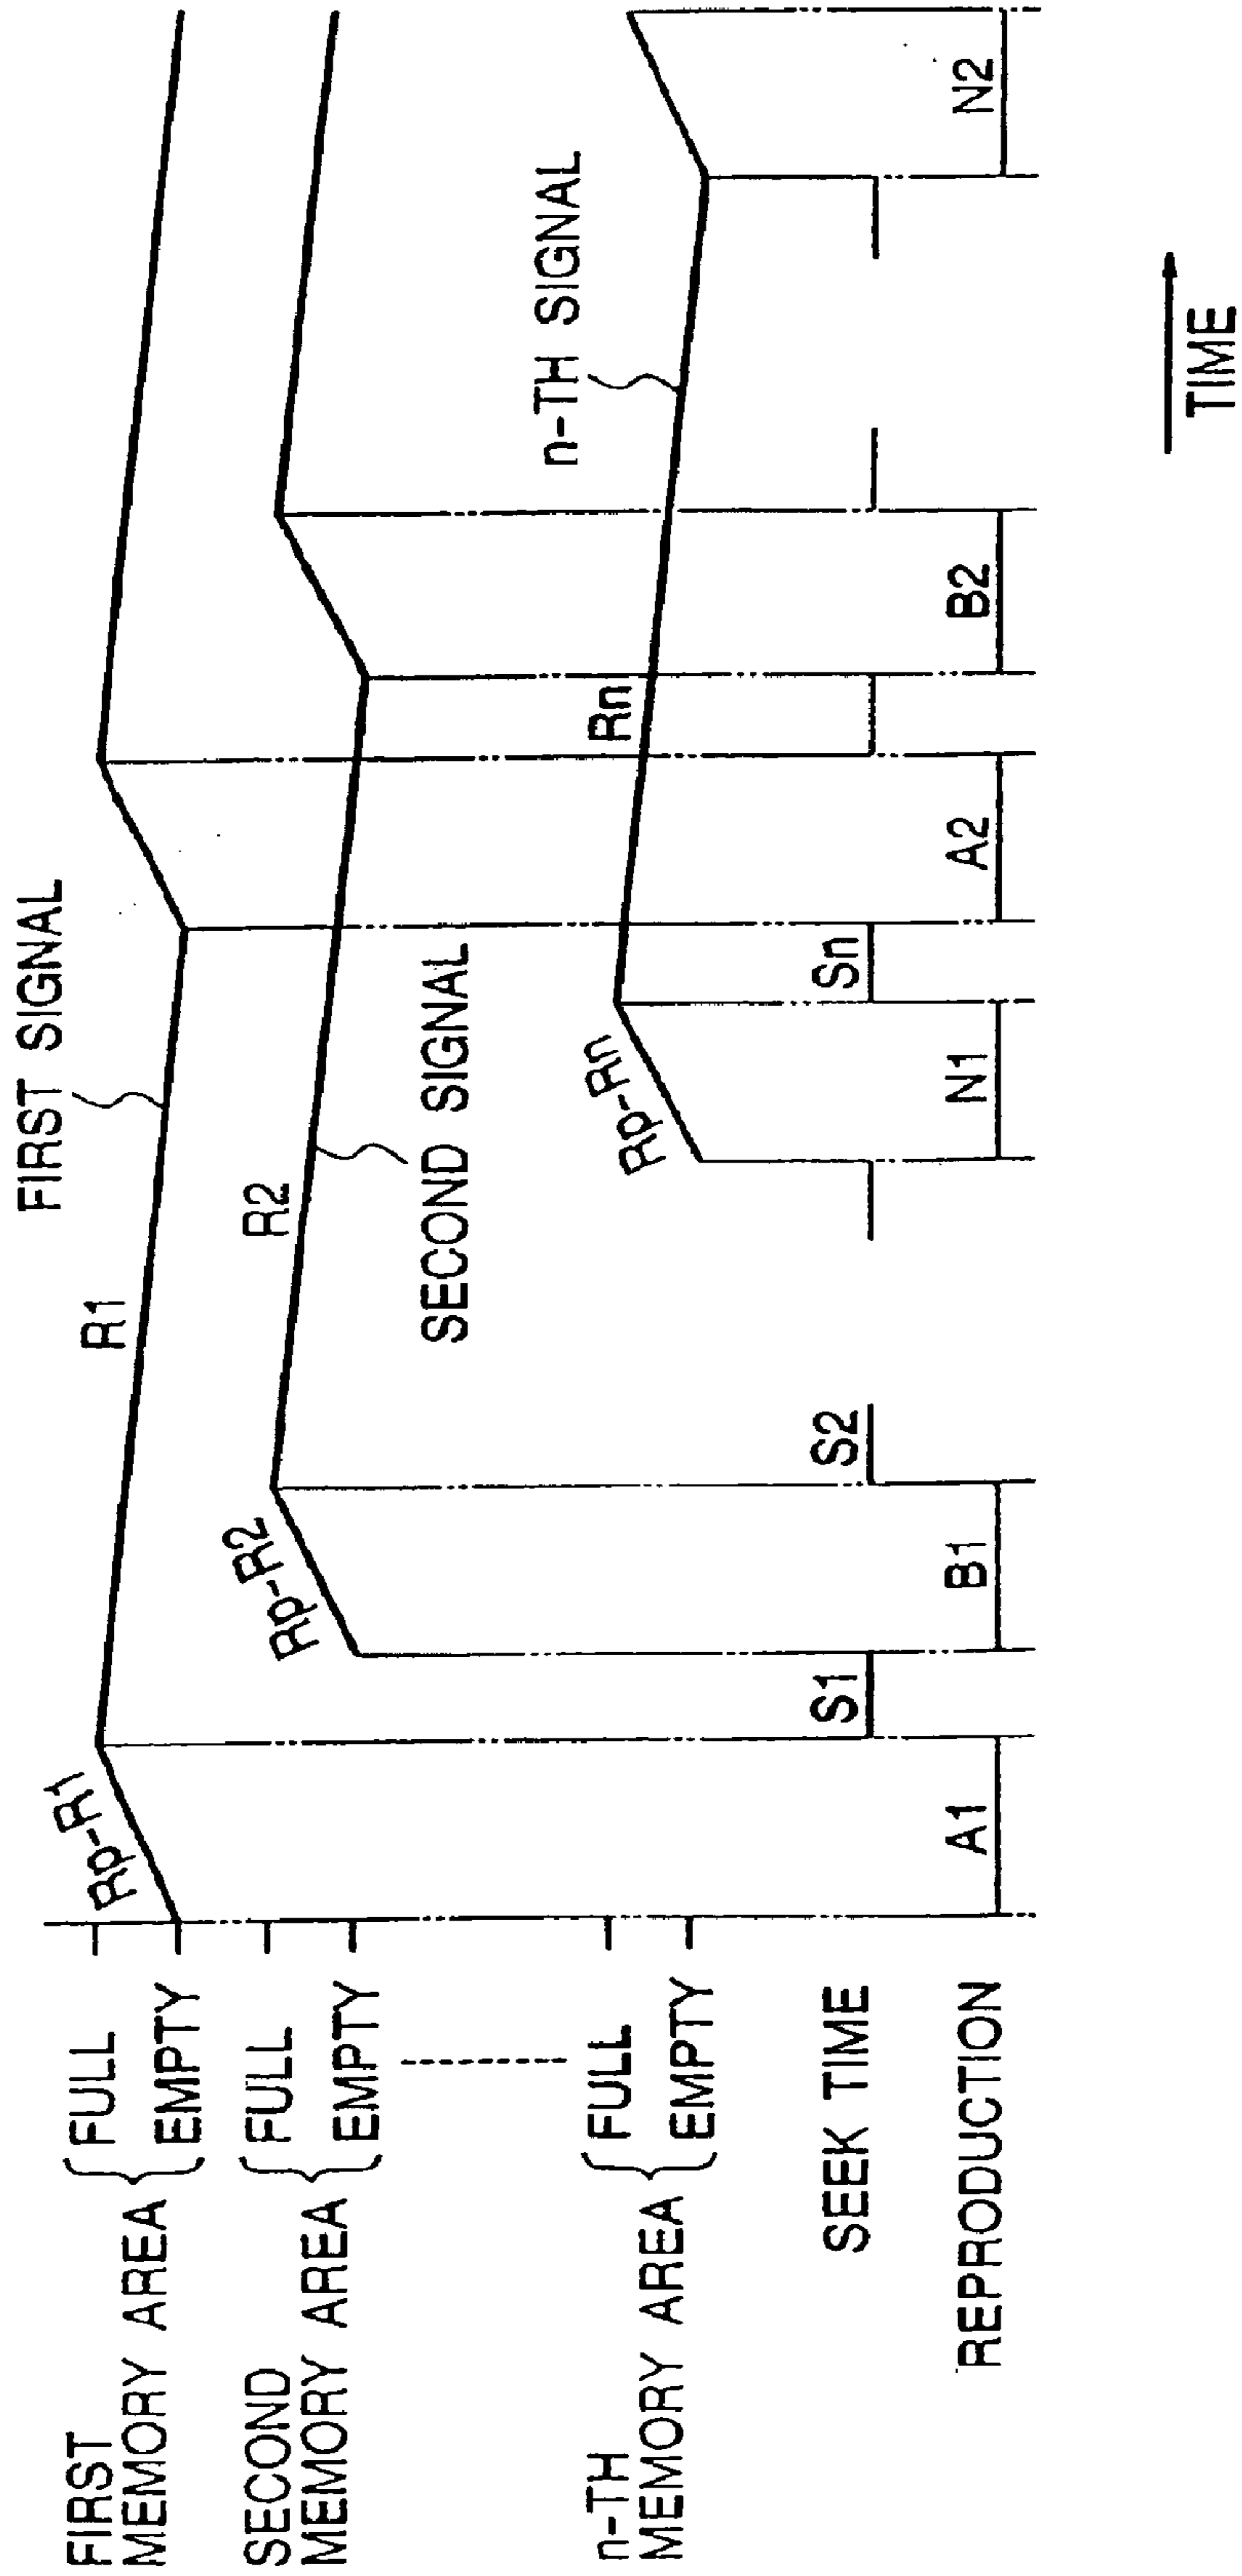 FIRST SIGNAL
Rp-R1
R1
FIRST
MEMORY AREA
FULL
EMPTY
Rp-R2
R2
SECOND
MEMORY AREA
FULL
EMPTY
SECOND SIGNAL
n-TH SIGNAL
Rp-Rn
Rn
n-TH
MEMORY AREA
FULL
EMPTY
SEEK TIME
S1
S2
Sn
REPRODUCTION
A1
B1
N1
A2
B2
N2
TIME